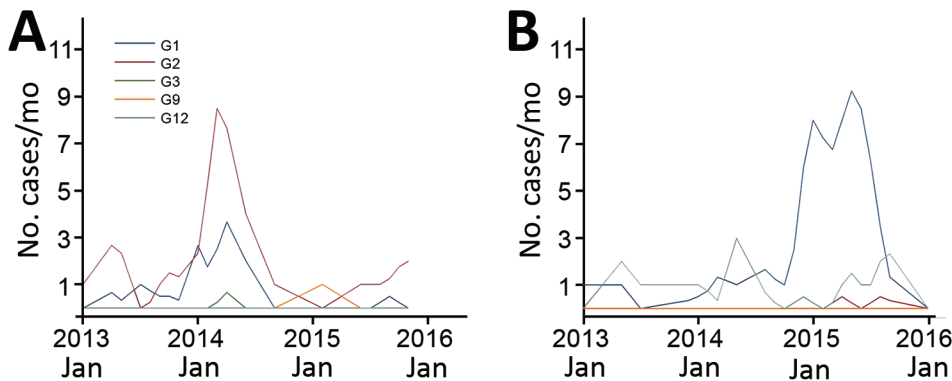 A
No. cases/mo
11
9
7
5
3
1
G1
G2
G3
G9
G12
2013 2014 2015 2016
Jan Jan Jan Jan
B
No. cases/mo
11
9
7
5
3
1
2013 2014 2015 2016
Jan Jan Jan Jan